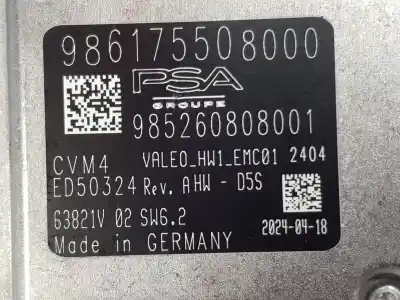 986175508000
PSA
GROUPE
985260808001
CVM4 VALEO_HW1_EMC01 2404
ED50324 Rev. A HW - D5S
63821V 02 SW6.2
Made in GERMANY 2024-04-18